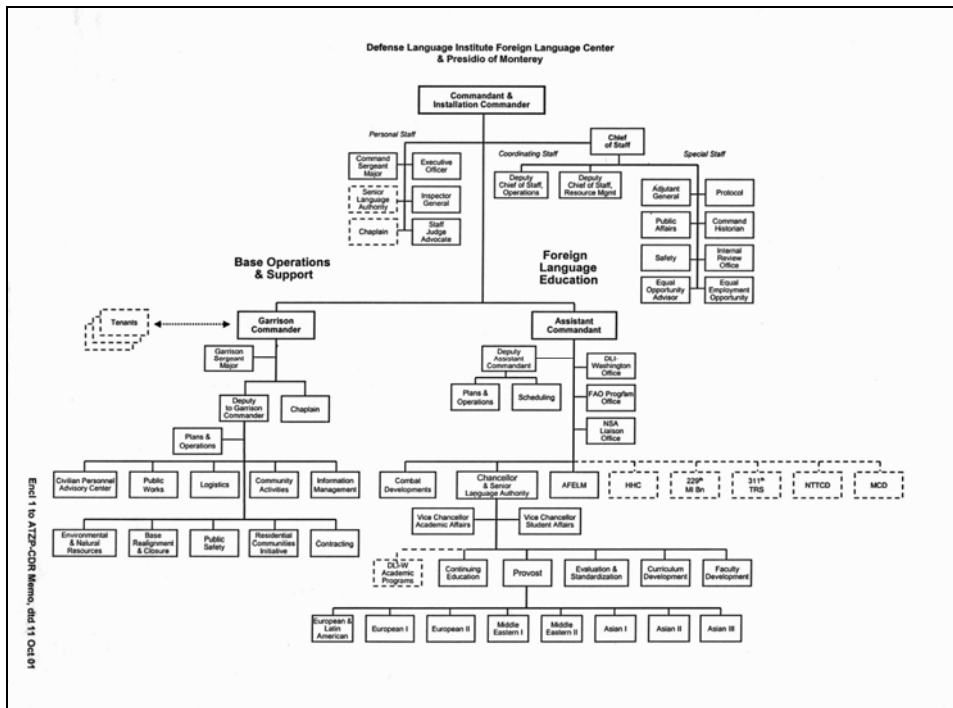 Defense Language Institute Foreign Language Center
& Presidio of Monterey
Commandant &
Installation Commander
Personal Staff
Chief
of Staff
Coordinating Staff
Special Staff
Command
Sergeant
Major
Executive
Officer
Senior
Language
Authority
Inspector
General
Chaplain
Staff
Judge
Advocate
Deputy
Chief of Staff,
Operations
Deputy
Chief of Staff,
Resource Mgmt
Adjutant
General
Protocol
Public
Affairs
Command
Historian
Safety
Internal
Review
Office
Equal
Opportunity
Advisor
Equal
Employment
Opportunity
Base Operations
& Support
Foreign
Language
Education
Tenants
Garrison
Commander
Assistant
Commandant
Garrison
Sergeant
Major
Deputy
to Garrison
Commander
Chaplain
Plans &
Operations
Deputy
Assistant
Commandant
Plans &
Operations
Scheduling
DLI-
Washington
Office
FAO Program
Office
NSA
Liaison
Office
Civilian Personnel
Advisory Center
Public
Works
Logistics
Community
Activities
Information
Management
Environmental
& Natural
Resources
Base
Realignment
& Closure
Public
Safety
Residential
Communities
Initiative
Contracting
Combat
Developments
Chancellor
& Senior
Language Authority
AFELM
HHC
229th
MI Bn
311th
TRS
NTTCD
MCD
Vice Chancellor
Academic Affairs
Vice Chancellor
Student Affairs
DLI-W
Academic
Programs
Continuing
Education
Provost
Evaluation &
Standardization
Curriculum
Development
Faculty
Development
European &
Latin
American
European I
European II
Middle
Eastern I
Middle
Eastern II
Asian I
Asian II
Asian III
Encl 1 to ATZP-CDR Memo, dtd 11 Oct 01